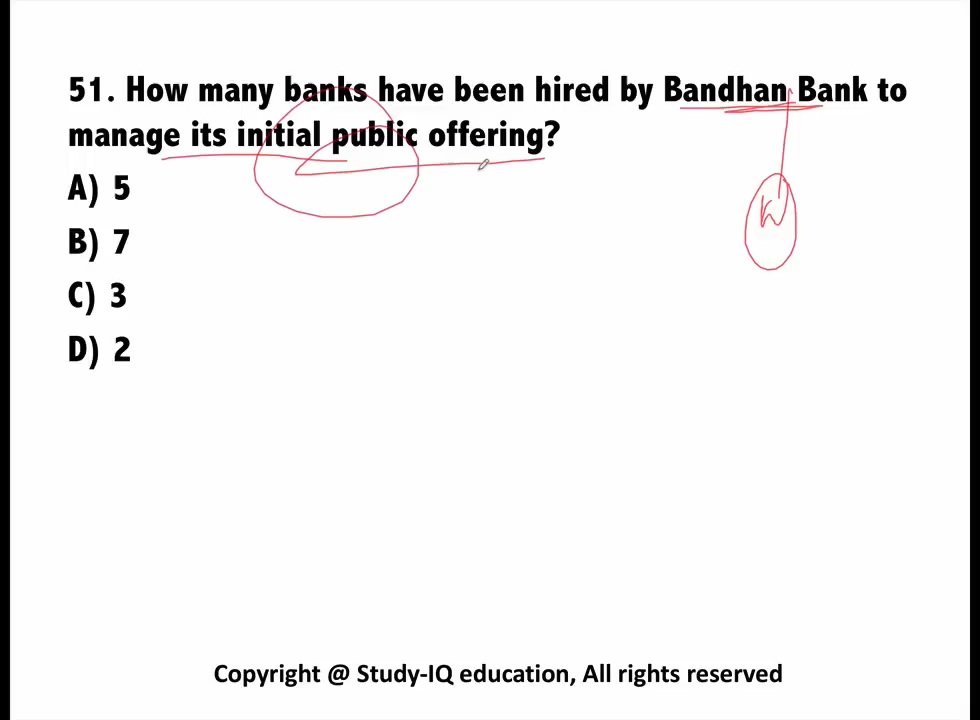 51. How many banks have been hired by Bandhan Bank to
manage its initial public offering?
A) 5
B) 7
C) 3
D) 2
Copyright @ Study-IQ education, All rights reserved